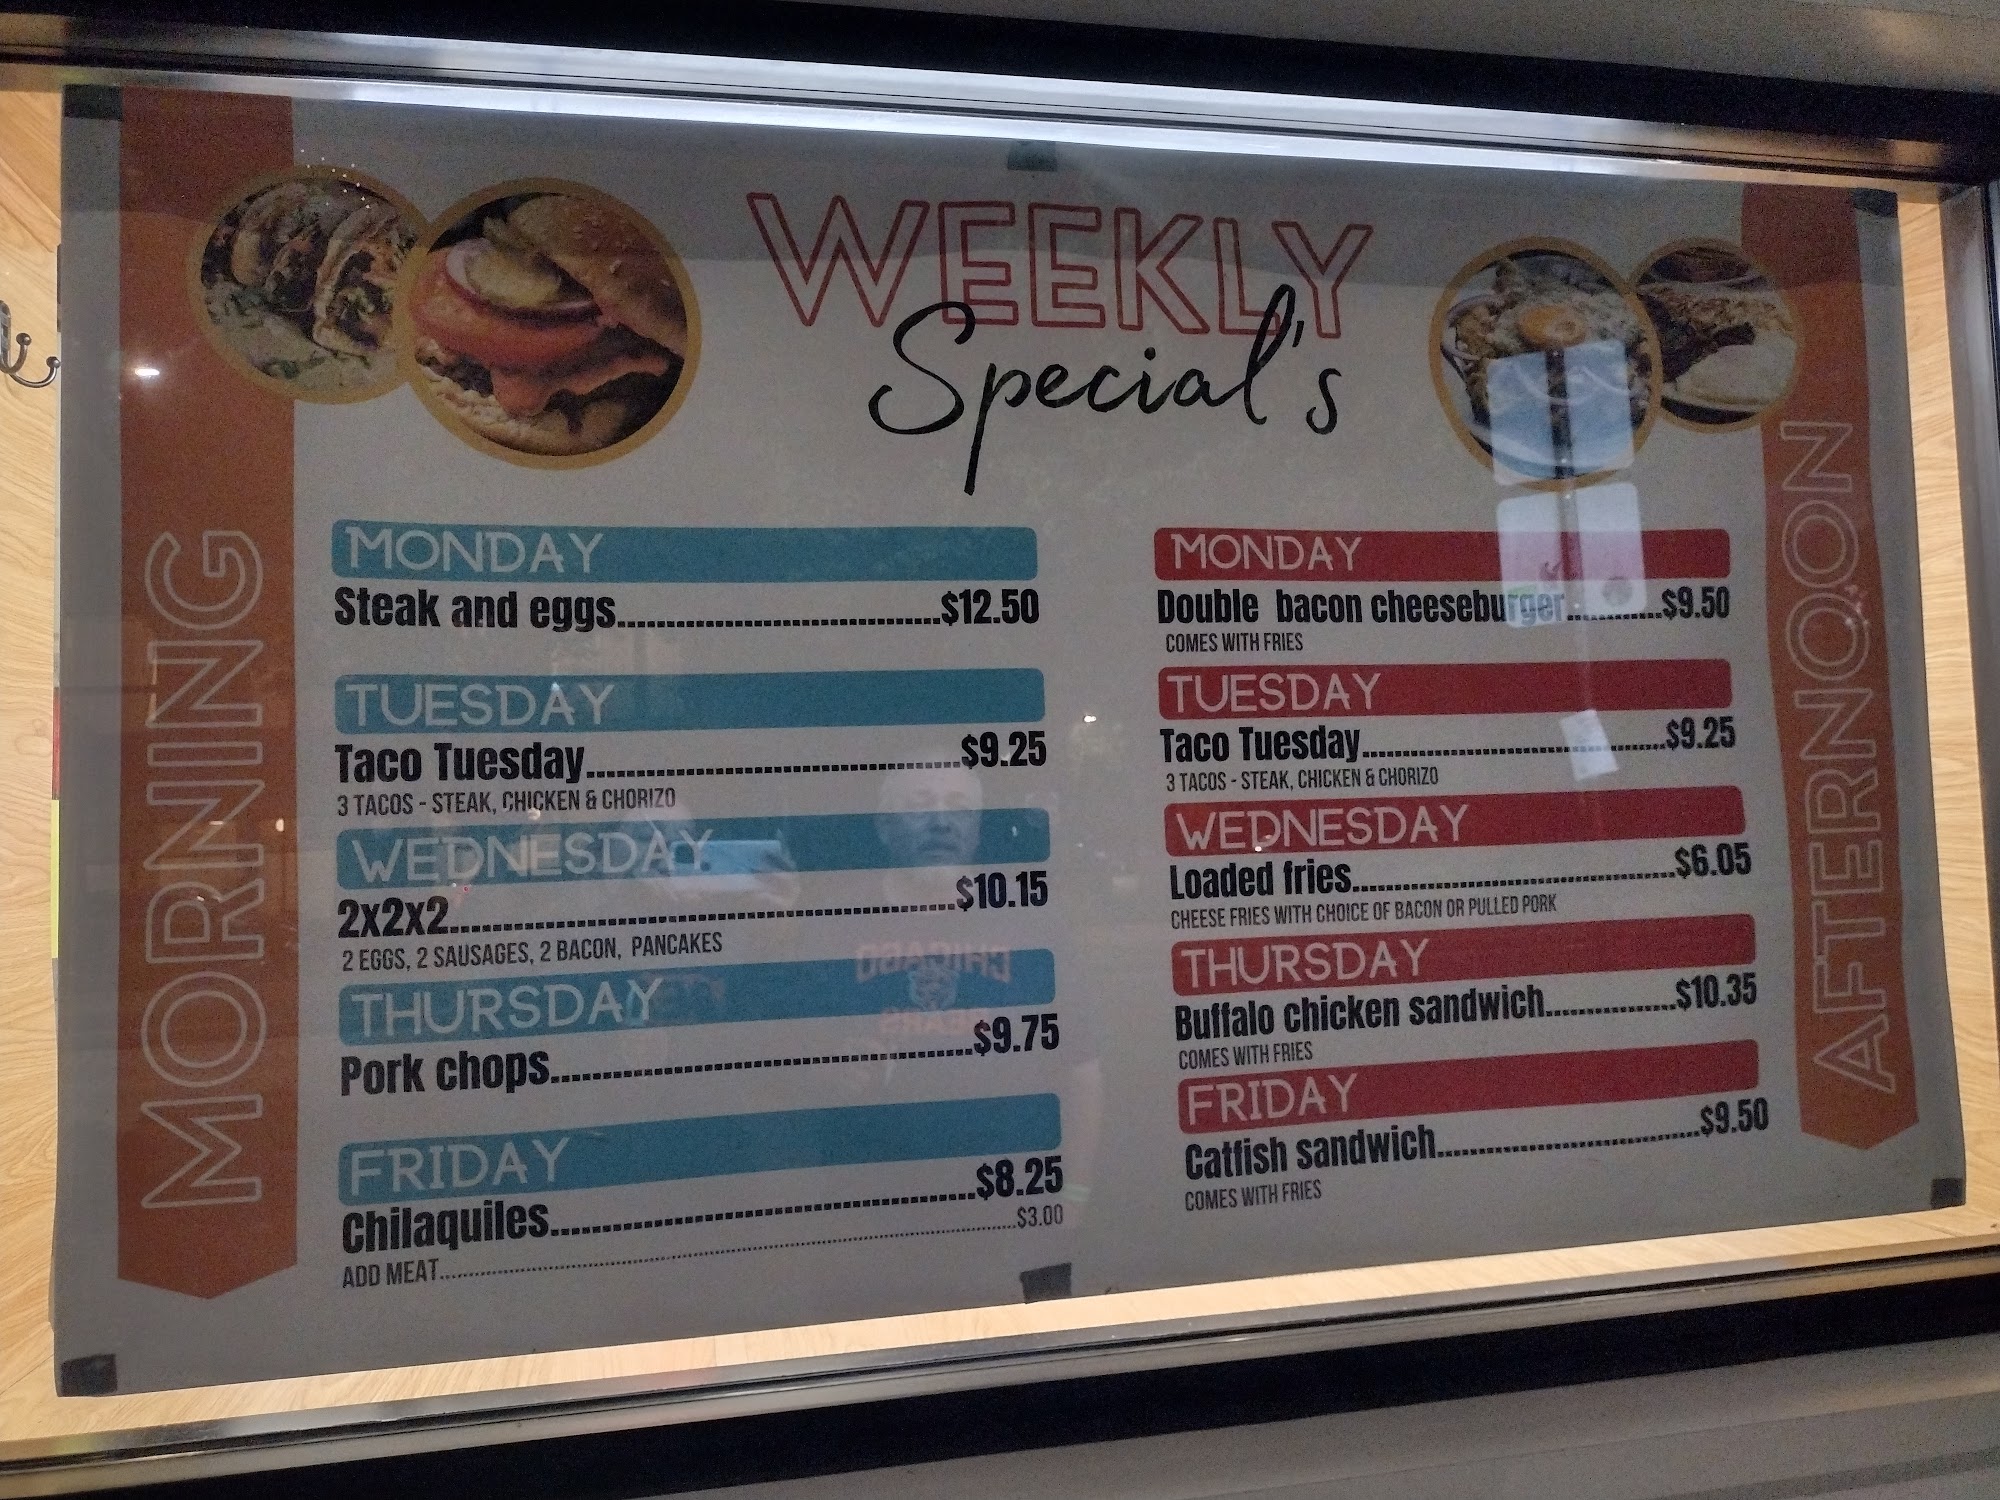 WEEKLY
Special's
MORNING
MONDAY
Steak and eggs.......................................$12.50
TUESDAY
Taco Tuesday.............................................$9.25
3 TACOS - STEAK, CHICKEN & CHORIZO
WEDNESDAY
2x2x2............................................................$10.15
2 EGGS, 2 SAUSAGES, 2 BACON, PANCAKES
THURSDAY
Pork chops..................................................$9.75
FRIDAY
Chilaquiles..................................................$8.25
ADD MEAT..................................................$3.00
AFTERNOON
MONDAY
Double bacon cheeseburger............$9.50
COMES WITH FRIES
TUESDAY
Taco Tuesday.....................................$9.25
3 TACOS - STEAK, CHICKEN & CHORIZO
WEDNESDAY
Loaded fries.......................................$6.05
CHEESE FRIES WITH CHOICE OF BACON OR PULLED PORK
THURSDAY
Buffalo chicken sandwich................$10.35
COMES WITH FRIES
FRIDAY
Catfish sandwich................................$9.50
COMES WITH FRIES
CHICAGO
BEARS